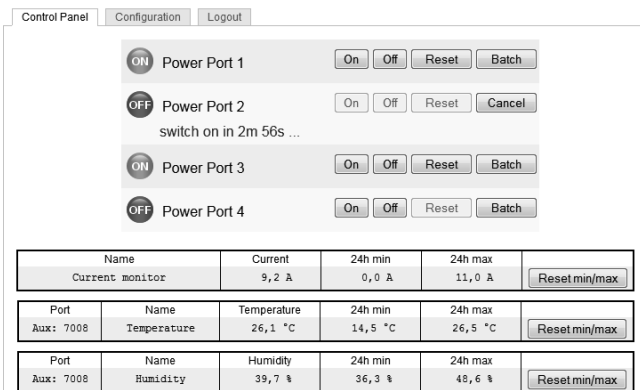 Control Panel Configuration Logout
ON Power Port 1 On Off Reset Batch
OFF Power Port 2 On Off Reset Cancel
switch on in 2m 56s ...
ON Power Port 3 On Off Reset Batch
OFF Power Port 4 On Off Reset Batch
Name Current 24h min 24h max
Current monitor 9,2 A 0,0 A 11,0 A Reset min/max
Port Name Temperature 24h min 24h max
Aux: 7008 Temperature 26,1 °C 14,5 °C 26,5 °C Reset min/max
Port Name Humidity 24h min 24h max
Aux: 7008 Humidity 39,7 % 36,3 % 48,6 % Reset min/max